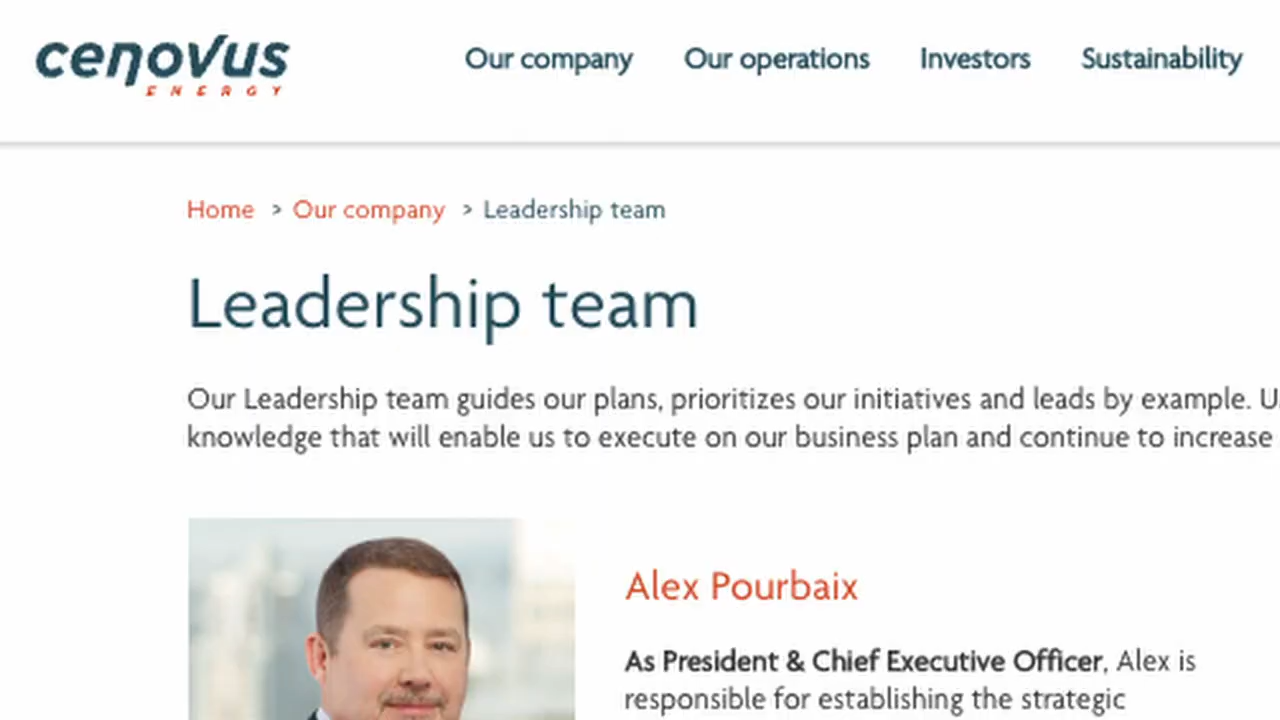 cenovus
ENERGY
Our company Our operations Investors Sustainability
Home > Our company > Leadership team
Leadership team
Our Leadership team guides our plans, prioritizes our initiatives and leads by example.
knowledge that will enable us to execute on our business plan and continue to increase
Alex Pourbaix
As President & Chief Executive Officer, Alex is
responsible for establishing the strategic